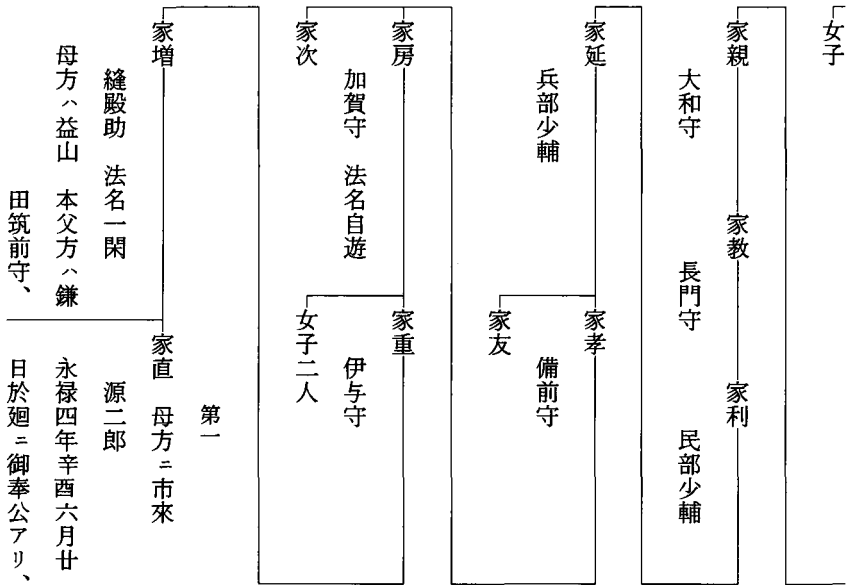 女子
家親
大和守
家教
長門守
家利
民部少輔
家延
兵部少輔
家孝
備前守
家友
家房
加賀守　法名自遊
家次
家重
伊与守
女子二人
家増
縫殿助　法名一閑
母方ハ益山　本父方ハ鎌
田筑前守、
第一
家直　母方ニ市來
源二郎
永禄四年辛酉六月廿
日於廻ニ御奉公アリ、